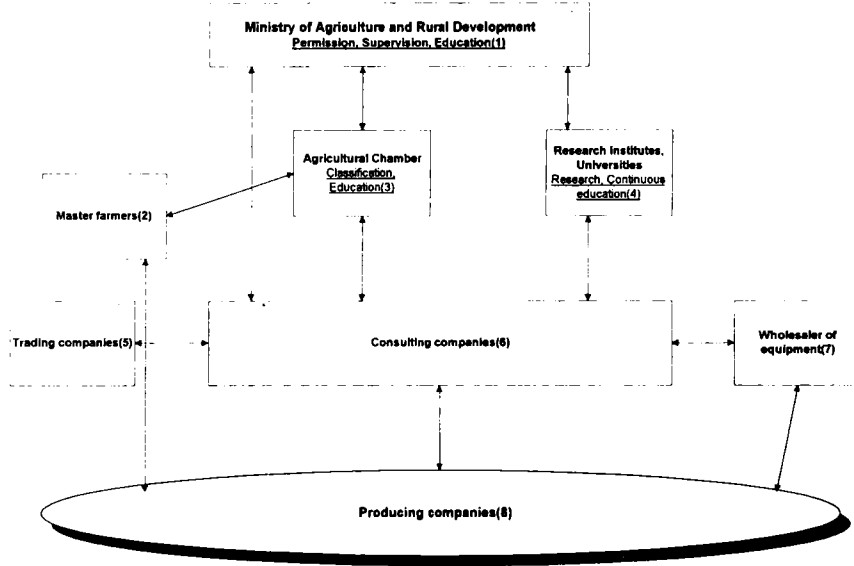 Ministry of Agriculture and Rural Development
Permission, Supervision, Education(1)
Agricultural Chamber
Classification,
Education(3)
Research Institutes,
Universities
Research, Continuous
education(4)
Master farmers(2)
Trading companies(5)
Consulting companies(6)
Wholesaler of
equipment(7)
Producing companies(8)